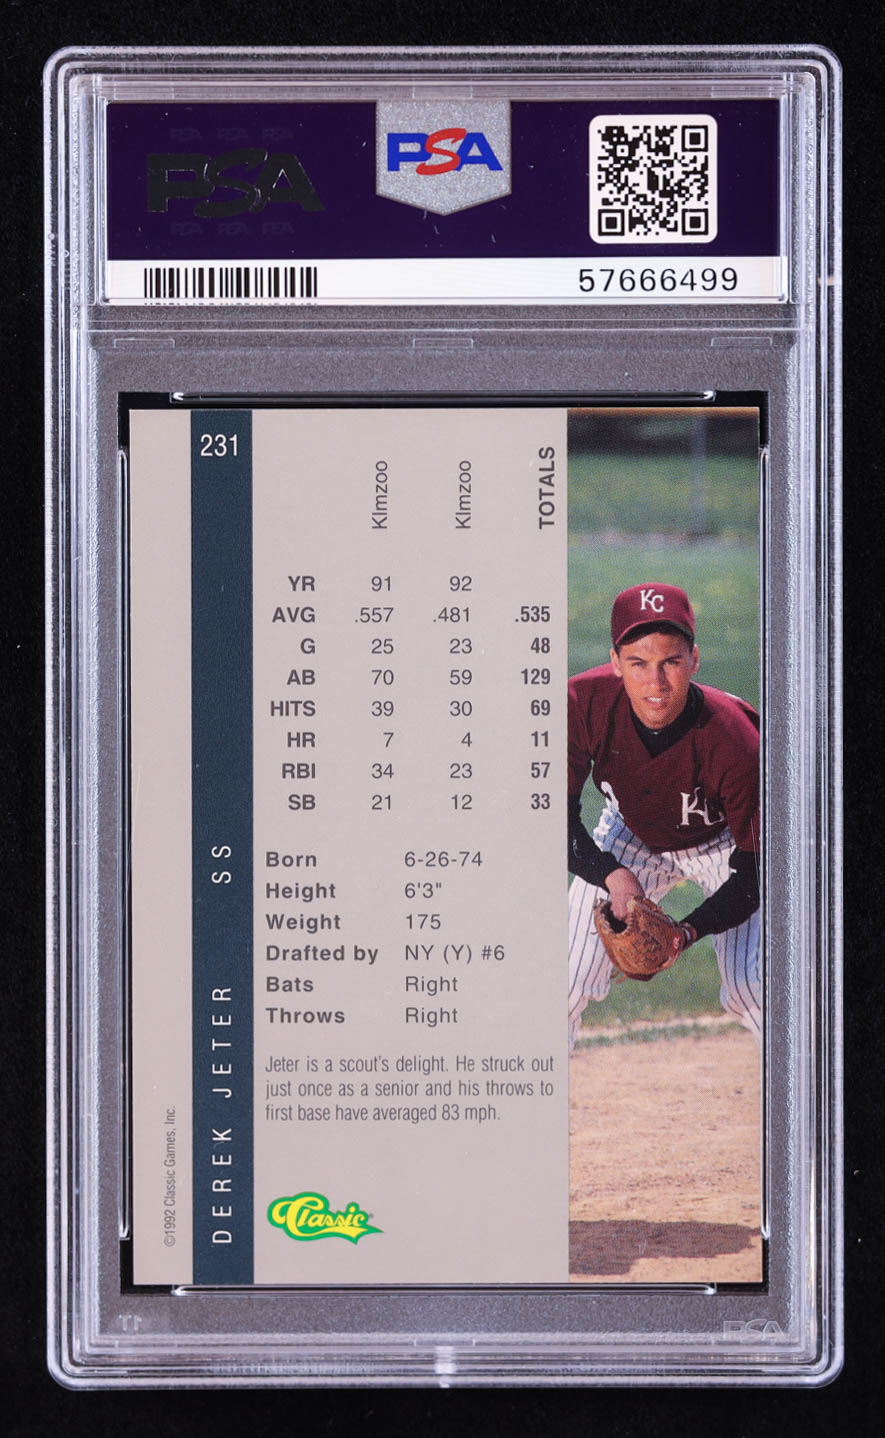 PSA
PSA
57666499
231
Klmzoo Klmzoo TOTALS
YR 91 92
AVG .557 .481 .535
G 25 23 48
AB 70 59 129
HITS 39 30 69
HR 7 4 11
RBI 34 23 57
SB 21 12 33
Born 6-26-74
Height 6'3"
Weight 175
Drafted by NY (Y) #6
Bats Right
Throws Right
Jeter is a scout's delight. He struck out
just once as a senior and his throws to
first base have averaged 83 mph.
Classic
DEREK JETER SS
©1992 Classic Games, Inc.
KC
KC
PSA